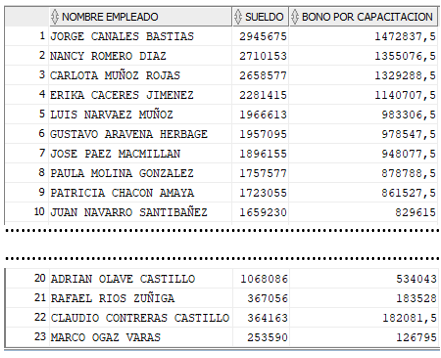 NOMBRE EMPLEADO SUELDO BONO POR CAPACITACION
1 JORGE CANALES BASTIAS 2945675 1472837,5
2 NANCY ROMERO DIAZ 2710153 1355076,5
3 CARLOTA MUÑOZ ROJAS 2658577 1329288,5
4 ERIKA CACERES JIMENEZ 2281415 1140707,5
5 LUIS NARVAEZ MUÑOZ 1966613 983306,5
6 GUSTAVO ARAVENA HERBAGE 1957095 978547,5
7 JOSE PAEZ MACMILLAN 1896155 948077,5
8 PAULA MOLINA GONZALEZ 1757577 878788,5
9 PATRICIA CHACON AMAYA 1723055 861527,5
10 JUAN NAVARRO SANTIBAÑEZ 1659230 829615
20 ADRIAN OLAVE CASTILLO 1068086 534043
21 RAFAEL RIOS ZUÑIGA 367056 183528
22 CLAUDIO CONTRERAS CASTILLO 364163 182081,5
23 MARCO OGAZ VARAS 253590 126795